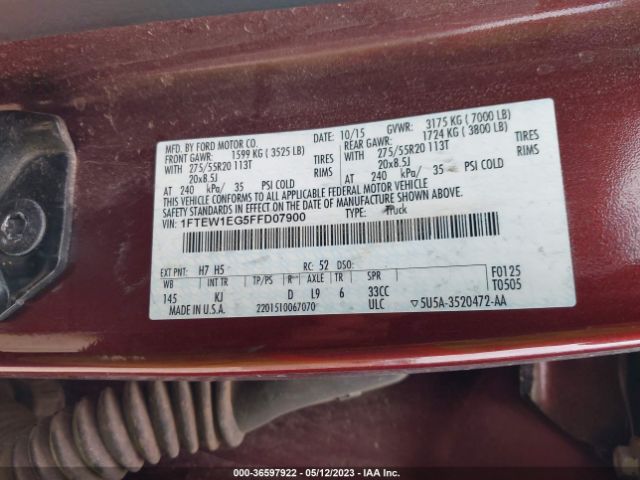 MFD. BY FORD MOTOR CO.
DATE: 10/15 GVWR: 3175 KG ( 7000 LB)
FRONT GAWR: 1599 KG ( 3525 LB) REAR GAWR: 1724 KG ( 3800 LB)
WITH 275/55R20 113T TIRES WITH 275/55R20 113T TIRES
20x8.5J RIMS 20x8.5J RIMS
AT 240 kPa/ 35 PSI COLD AT 240 kPa/ 35 PSI COLD
THIS VEHICLE CONFORMS TO ALL APPLICABLE FEDERAL MOTOR VEHICLE
SAFETY STANDARDS IN EFFECT ON THE DATE OF MANUFACTURE SHOWN ABOVE.
VIN: 1FTEW1EG5FFD07900 TYPE: Truck
EXT PNT: H7 H5 RC: 52 DSO: F0125
WB INT TR TP/PS R AXLE TR SPR T0505
145 KJ D L9 6 33CC
MADE IN U.S.A. 2201510067070 ULC ▽5U5A-3520472-AA
000-36597922 - 05/12/2023 - IAA Inc.